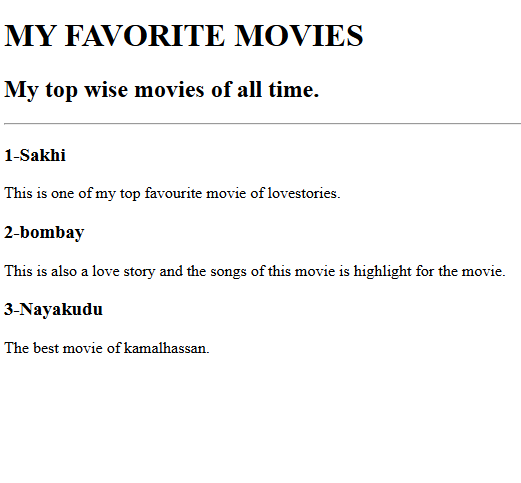 MY FAVORITE MOVIES
My top wise movies of all time.
1-Sakhi
This is one of my top favourite movie of lovestories.
2-bombay
This is also a love story and the songs of this movie is highlight for the movie.
3-Nayakudu
The best movie of kamalhassan.